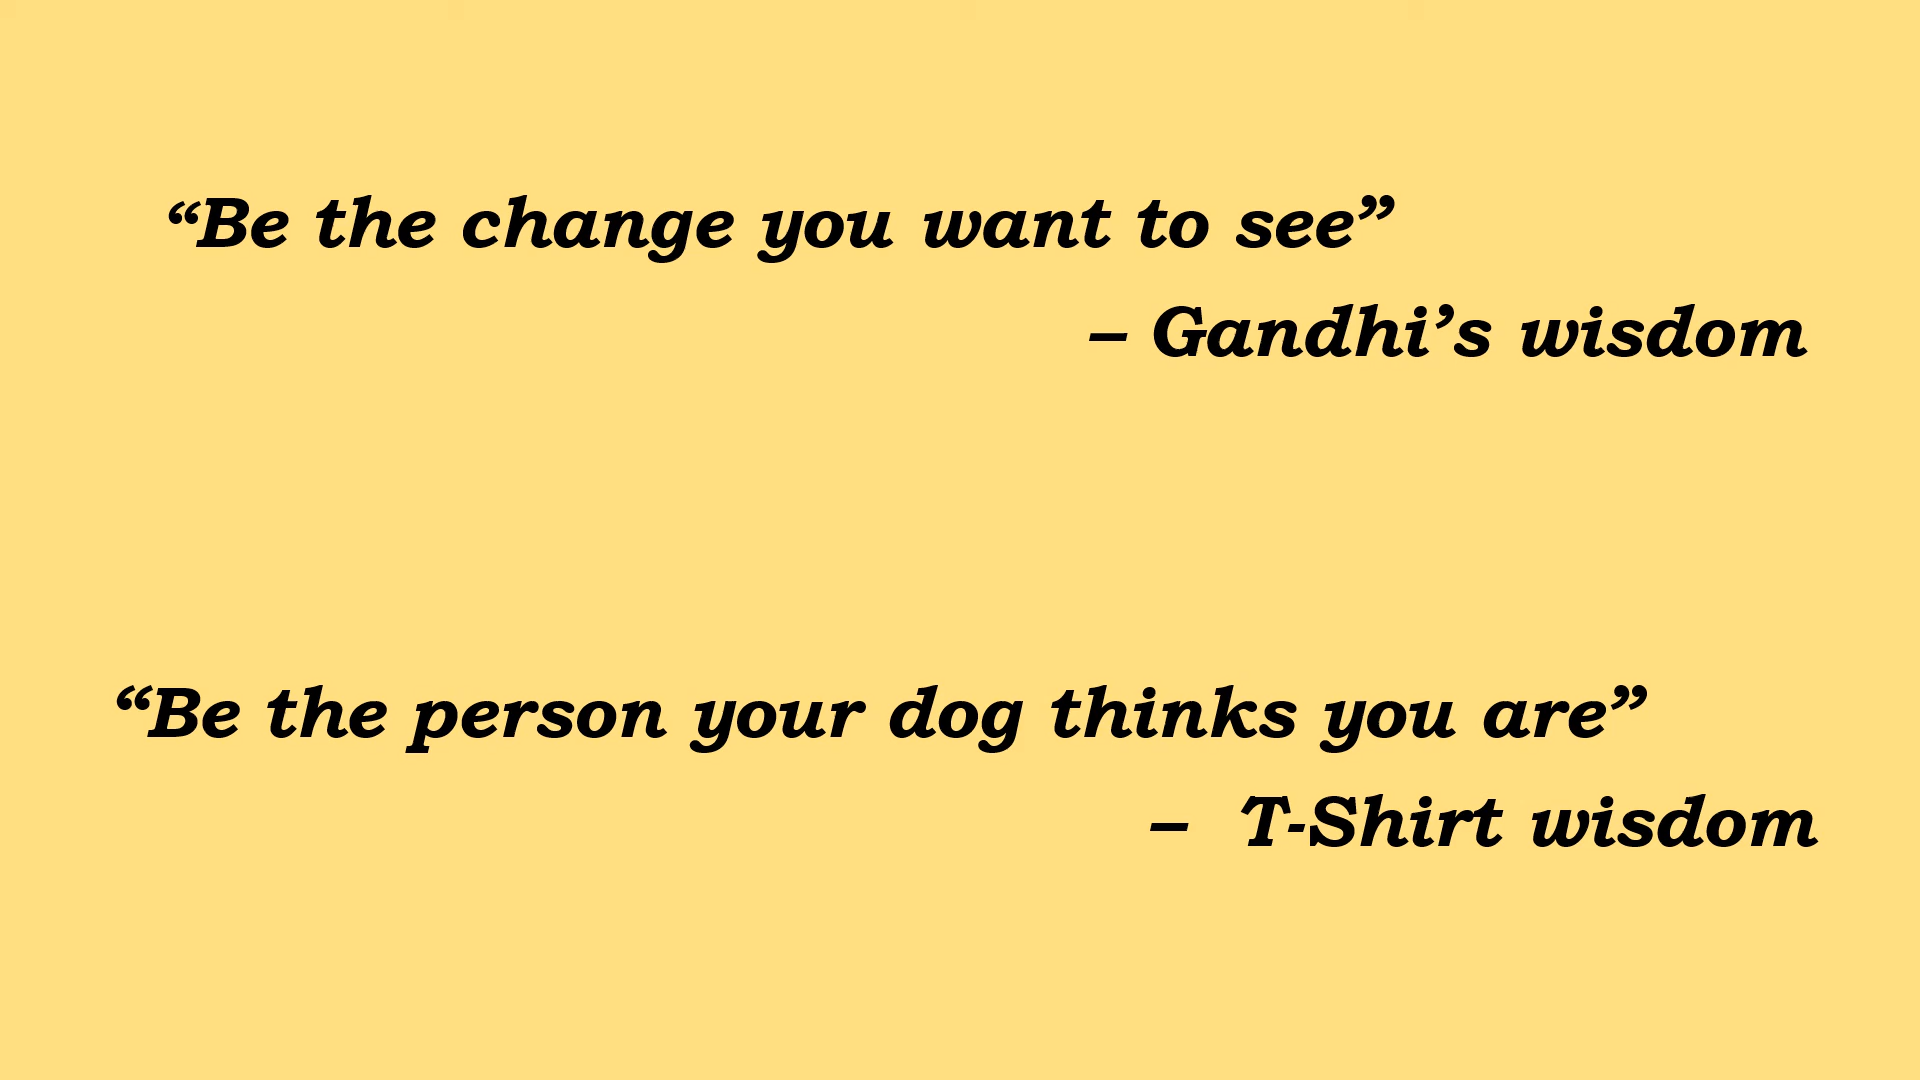 “Be the change you want to see”
– Gandhi’s wisdom
“Be the person your dog thinks you are”
–  T-Shirt wisdom